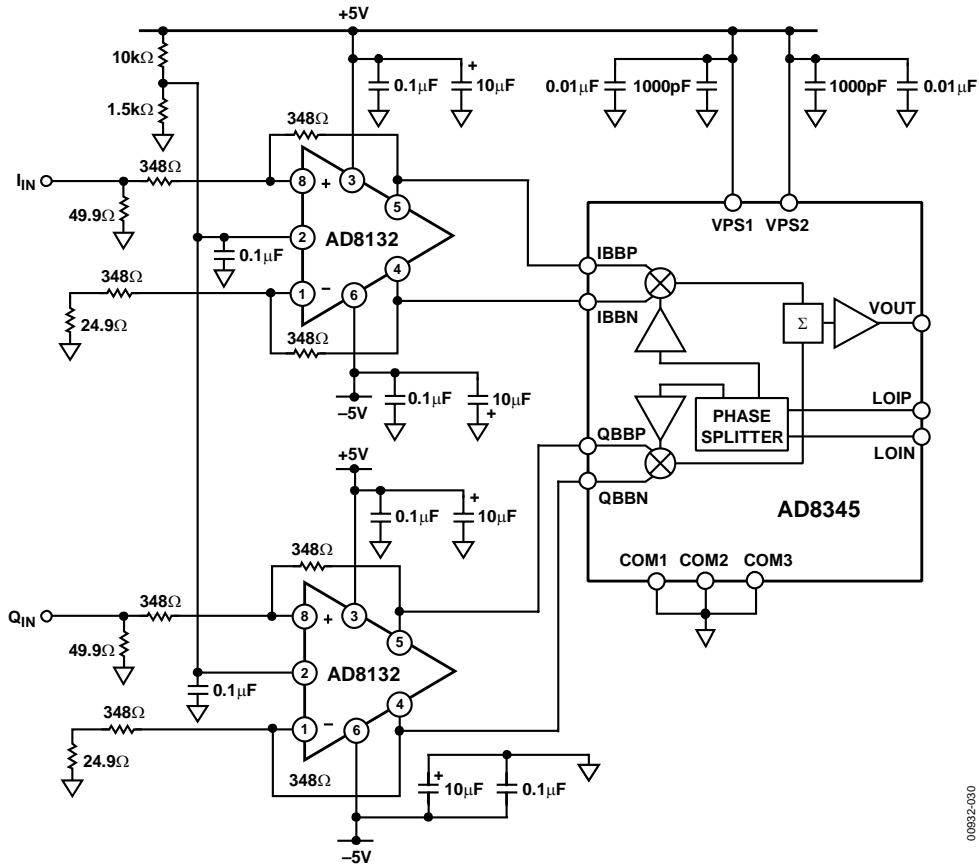 +5V
10kΩ
1.5kΩ
0.1μF
+
10μF
0.01μF
1000pF
1000pF
0.01μF
348Ω
348Ω
I_IN
49.9Ω
8
+
3
5
2
AD8132
0.1μF
4
1
–
6
348Ω
24.9Ω
348Ω
0.1μF
10μF
+
–5V
VPS1
VPS2
IBBP
IBBN
Σ
VOUT
PHASE
SPLITTER
LOIP
LOIN
QBBP
QBBN
AD8345
COM1
COM2
COM3
+5V
0.1μF
+
10μF
348Ω
348Ω
Q_IN
49.9Ω
8
+
3
5
2
AD8132
0.1μF
4
1
–
6
348Ω
24.9Ω
348Ω
+
10μF
0.1μF
–5V
00932-030